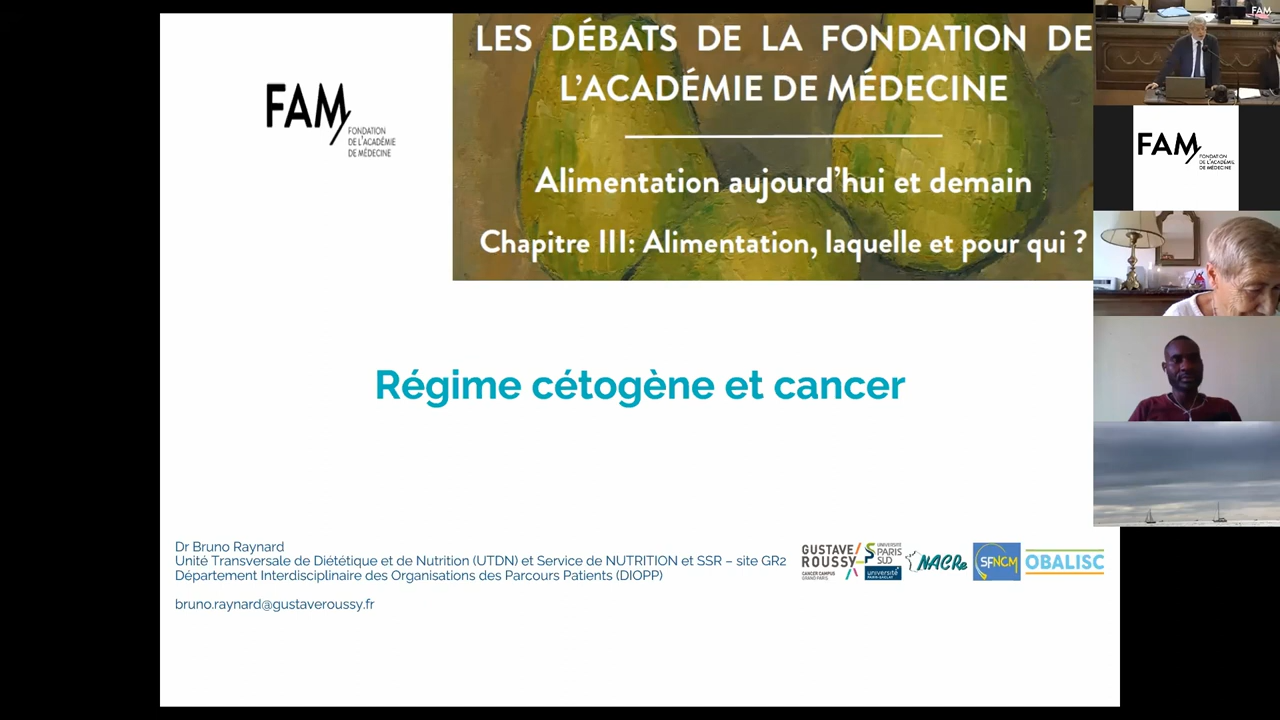 LES DÉBATS DE LA FONDATION DE
L'ACADÉMIE DE MÉDECINE
FAM
FONDATION
DE L'ACADÉMIE
DE MÉDECINE
Alimentation aujourd'hui et demain
Chapitre III: Alimentation, laquelle et pour qui ?
FAM
FAM
FONDATION
DE L'ACADÉMIE
DE MÉDECINE
Régime cétogène et cancer
Dr Bruno Raynard
Unité Transversale de Diététique et de Nutrition (UTDN) et Service de NUTRITION et SSR – site GR2
Département Interdisciplinaire des Organisations des Parcours Patients (DIOPP)
bruno.raynard@gustaveroussy.fr
GUSTAVE
ROUSSY
CANCER CAMPUS
GRAND PARIS
UNIVERSITÉ
PARIS
SUD
université
PARIS-SACLAY
NACRe
SFNCM
OBALISC